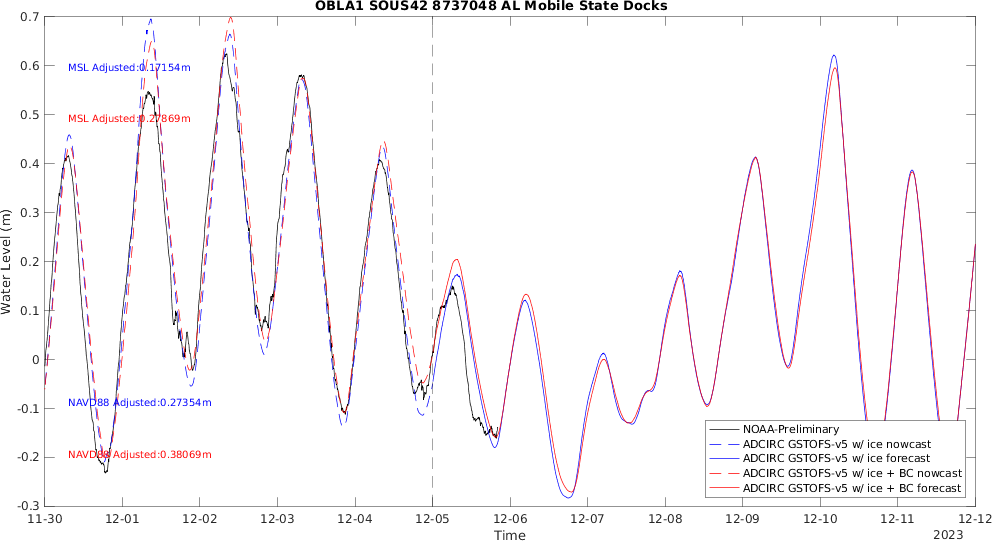 OBLA1 SOUS42 8737048 AL Mobile State Docks
Water Level (m)
0.7
0.6
0.5
0.4
0.3
0.2
0.1
0
-0.1
-0.2
-0.3
MSL Adjusted:0.17154m
MSL Adjusted:0.27869m
NAVD88 Adjusted:0.27354m
NAVD88 Adjusted:0.38069m
NOAA-Preliminary
ADCIRC GSTOFS-v5 w/ ice nowcast
ADCIRC GSTOFS-v5 w/ ice forecast
ADCIRC GSTOFS-v5 w/ ice + BC nowcast
ADCIRC GSTOFS-v5 w/ ice + BC forecast
11-30 12-01 12-02 12-03 12-04 12-05 12-06 12-07 12-08 12-09 12-10 12-11 12-12
Time
2023